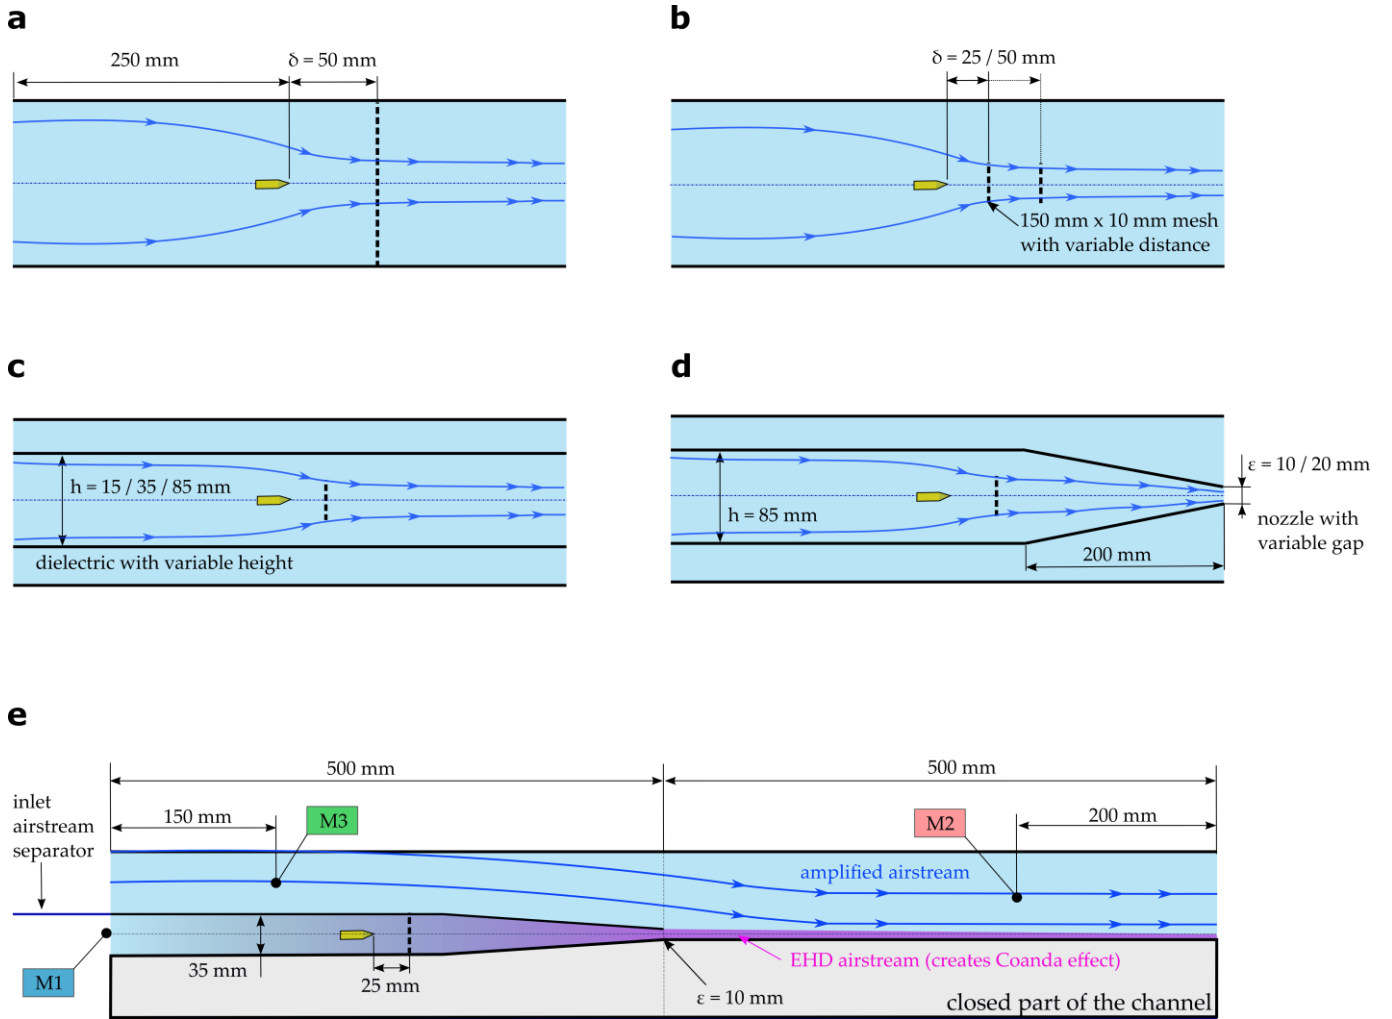 a
250 mm
δ = 50 mm
b
δ = 25 / 50 mm
150 mm x 10 mm mesh
with variable distance
c
h = 15 / 35 / 85 mm
dielectric with variable height
d
h = 85 mm
ε = 10 / 20 mm
nozzle with
variable gap
200 mm
e
500 mm
500 mm
inlet
airstream
separator
150 mm
M3
M2
200 mm
amplified airstream
M1
35 mm
25 mm
EHD airstream (creates Coanda effect)
ε = 10 mm
closed part of the channel